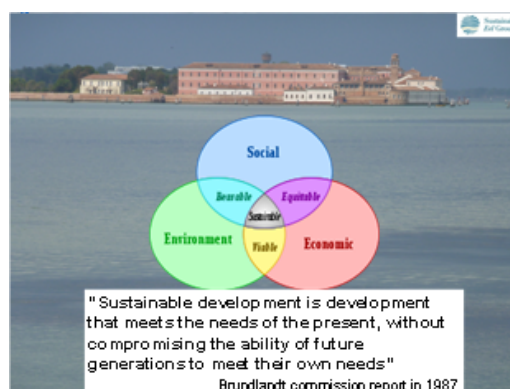 Social
Bearable
Equitable
Sustainable
Environment
Viable
Economic
"Sustainable development is development
that meets the needs of the present, without
compromising the ability of future
generations to meet their own needs"
Brundlandt commission report in 1987